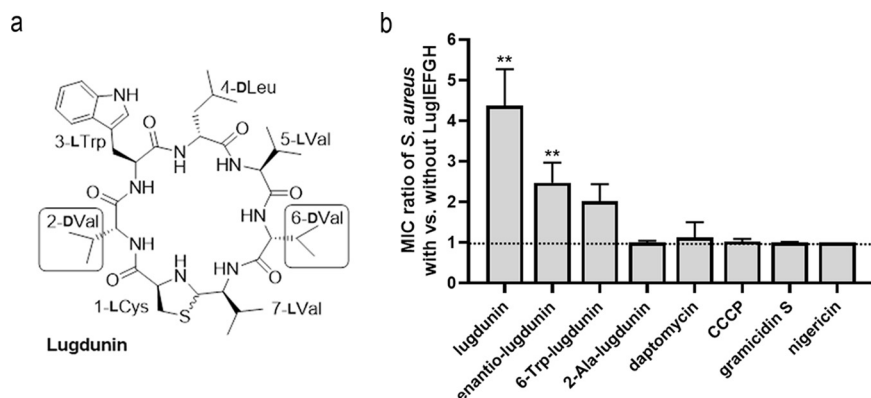 a
b
NH
4-DLeu
3-LTrp
O
O
5-LVal
N
H
HN
NH
O
O
2-DVal
HN
6-DVal
NH
O
H
N
NH
O
1-LCys
S
7-LVal
Lugdunin
MIC ratio of S. aureus
with vs. without LugIEFGH
6
5
4
3
2
1
0
**
**
lugdunin
enantio-lugdunin
6-Trp-lugdunin
2-Ala-lugdunin
daptomycin
CCCP
gramicidin S
nigericin